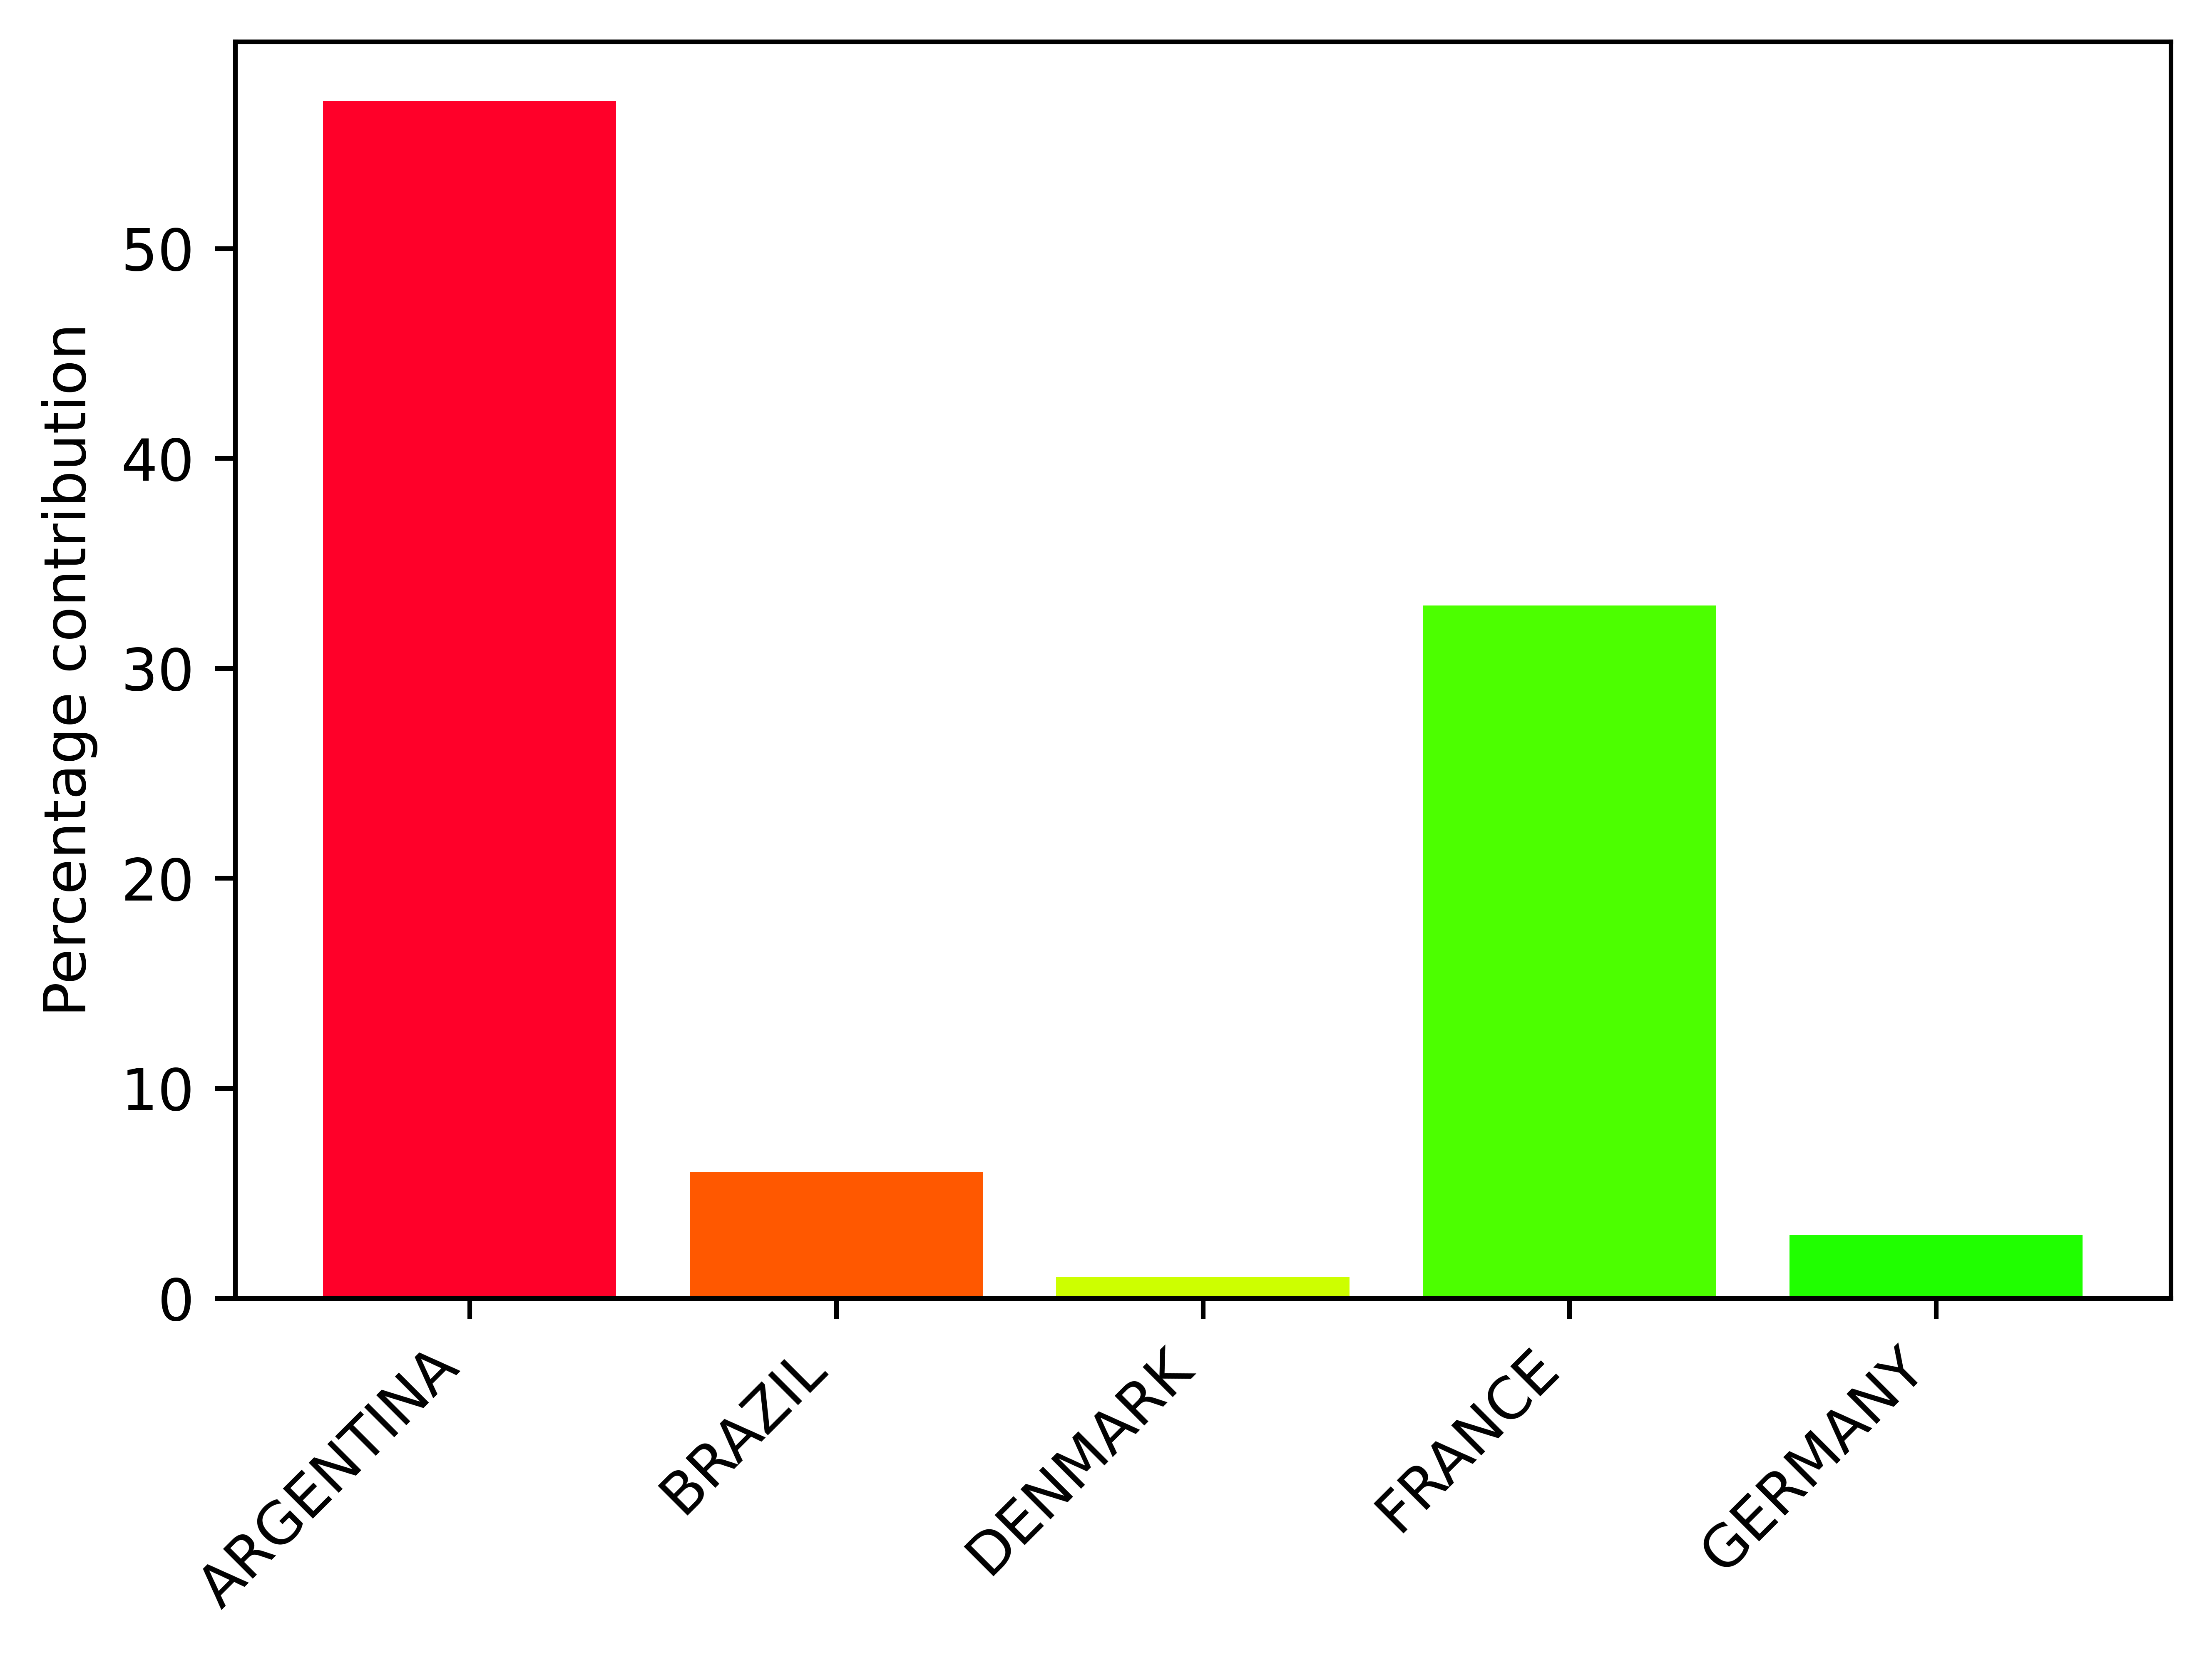 Percentage contribution
50
40
30
20
10
0
ARGENTINA
BRAZIL
DENMARK
FRANCE
GERMANY